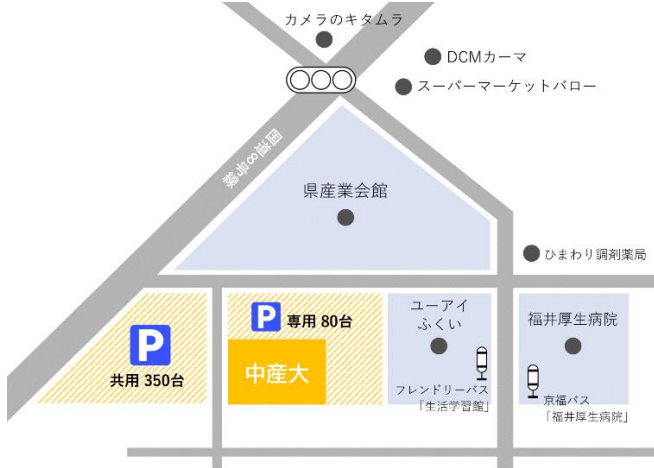 カメラのキタムラ
DCMカーマ
スーパーマーケットバロー
国道8号線
県産業会館
ひまわり調剤薬局
P
共用 350台
P 専用 80台
中産大
ユーアイ
ふくい
フレンドリーバス
「生活学習館」
福井厚生病院
京福バス
「福井厚生病院」